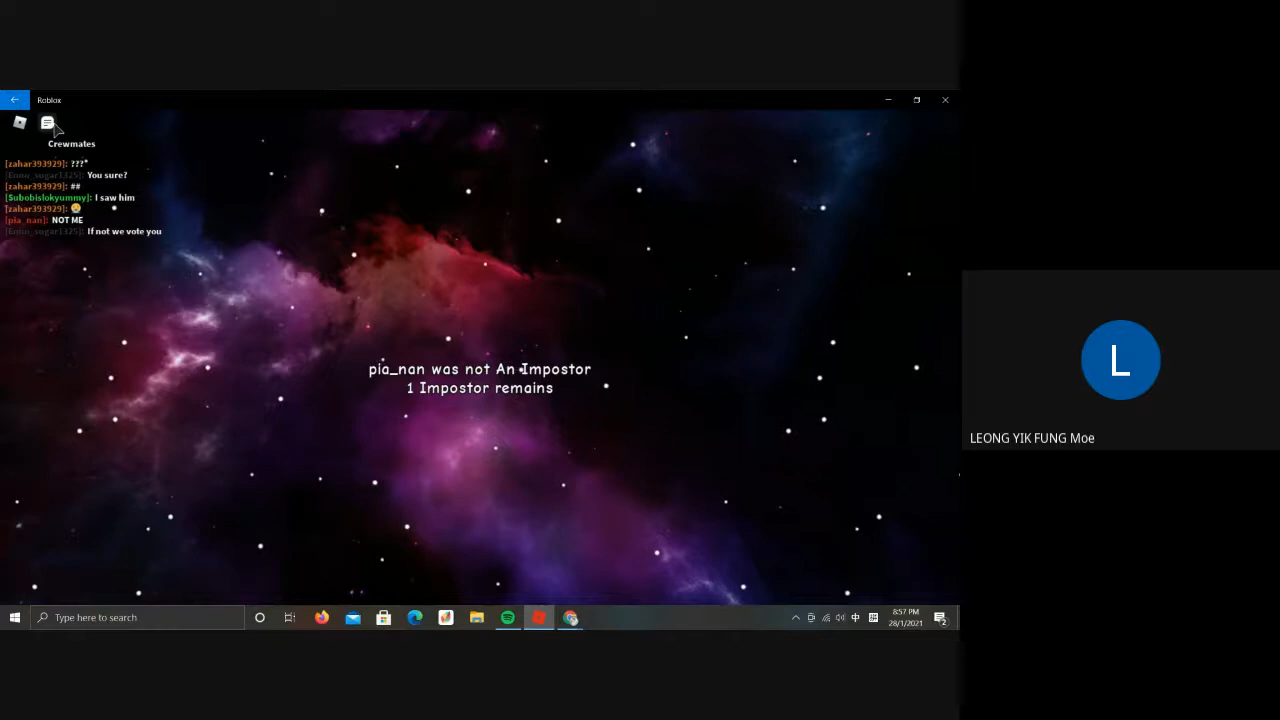 Roblox
Crewmates
[zahar393929]: ???
You sure?
[zahar393929]: ##
[Subobislokyummy]: I saw him
[zahar393929]:
[pia_nan]: NOT ME
If not we vote you
pia_nan was not An Impostor
1 Impostor remains
L
LEONG YIK FUNG Moe
Type here to search
中
8:57 PM
28/1/2021
2